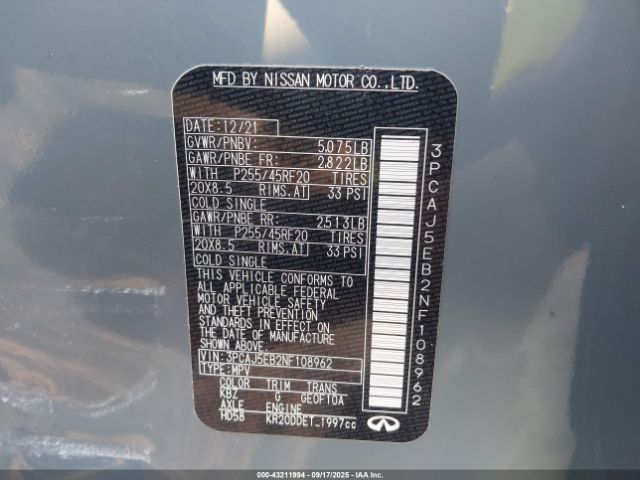 MFD BY NISSAN MOTOR CO.,LTD.
DATE: 12/21
GVWR/PNBV: 5,075LB
GAWR/PNBE FR: 2,822LB
WITH P255/45RF20 TIRES
20X8.5 RIMS,AT 33 PSI
COLD SINGLE
GAWR/PNBE RR: 2,513LB
WITH P255/45RF20 TIRES
20X8.5 RIMS,AT 33 PSI
COLD SINGLE
THIS VEHICLE CONFORMS TO
ALL APPLICABLE FEDERAL
MOTOR VEHICLE SAFETY
AND THEFT PREVENTION
STANDARDS IN EFFECT ON
THE DATE OF MANUFACTURE
SHOWN ABOVE.
VIN: 3PCAJ5EB2NF108962
TYPE: MPV
COLOR TRIM TRANS
KBZ G GE0F10A
AXLE ENGINE
HD58 KR20DDET 1997cc
3PCAJ5EB2NF108962
INFINITI
000-43211994 - 09/17/2025 - IAAI.COM